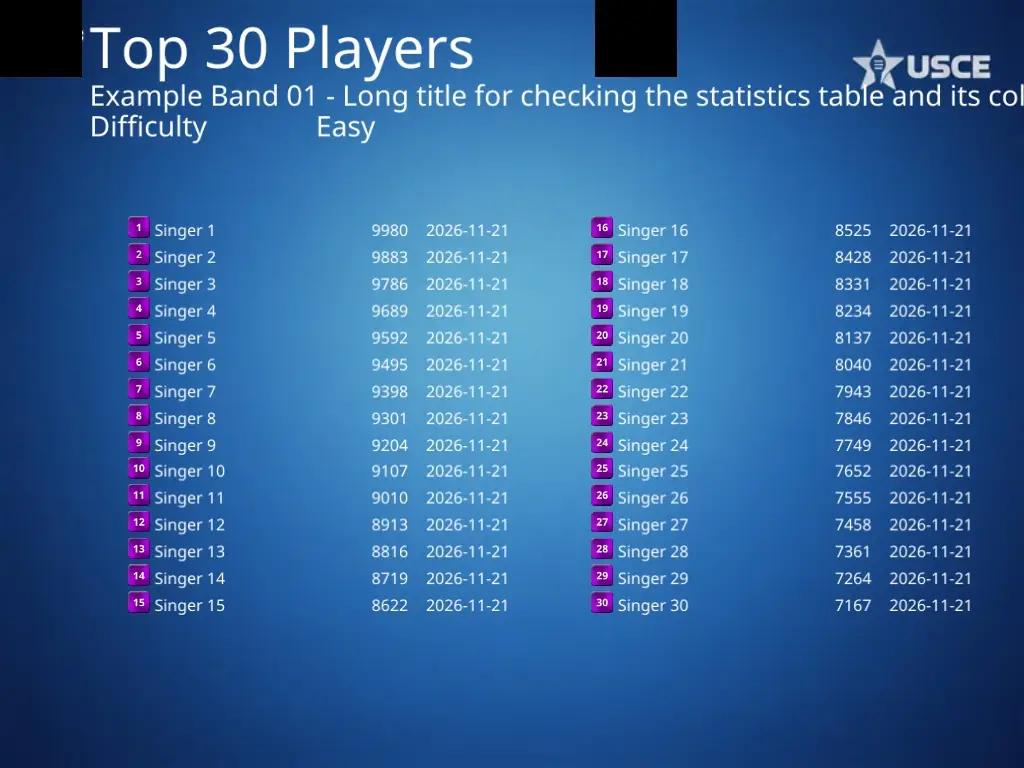 Top 30 Players
USCE
Example Band 01 - Long title for checking the statistics table and its col
Difficulty Easy
1 Singer 1 9980 2026-11-21
2 Singer 2 9883 2026-11-21
3 Singer 3 9786 2026-11-21
4 Singer 4 9689 2026-11-21
5 Singer 5 9592 2026-11-21
6 Singer 6 9495 2026-11-21
7 Singer 7 9398 2026-11-21
8 Singer 8 9301 2026-11-21
9 Singer 9 9204 2026-11-21
10 Singer 10 9107 2026-11-21
11 Singer 11 9010 2026-11-21
12 Singer 12 8913 2026-11-21
13 Singer 13 8816 2026-11-21
14 Singer 14 8719 2026-11-21
15 Singer 15 8622 2026-11-21
16 Singer 16 8525 2026-11-21
17 Singer 17 8428 2026-11-21
18 Singer 18 8331 2026-11-21
19 Singer 19 8234 2026-11-21
20 Singer 20 8137 2026-11-21
21 Singer 21 8040 2026-11-21
22 Singer 22 7943 2026-11-21
23 Singer 23 7846 2026-11-21
24 Singer 24 7749 2026-11-21
25 Singer 25 7652 2026-11-21
26 Singer 26 7555 2026-11-21
27 Singer 27 7458 2026-11-21
28 Singer 28 7361 2026-11-21
29 Singer 29 7264 2026-11-21
30 Singer 30 7167 2026-11-21